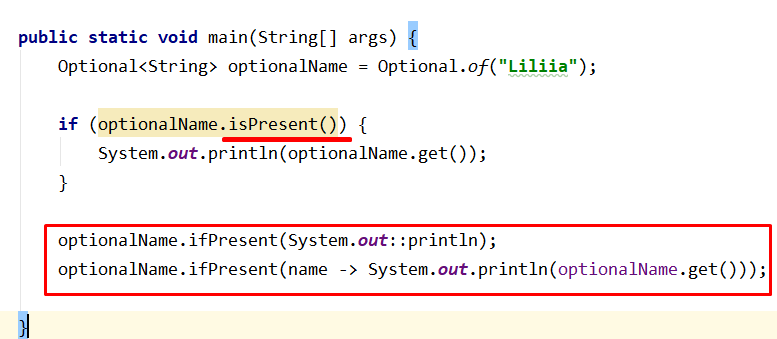 public static void main(String[] args) {
Optional<String> optionalName = Optional.of("Liliia");
if (optionalName.isPresent()) {
System.out.println(optionalName.get());
}
optionalName.ifPresent(System.out::println);
optionalName.ifPresent(name -> System.out.println(optionalName.get()));
}